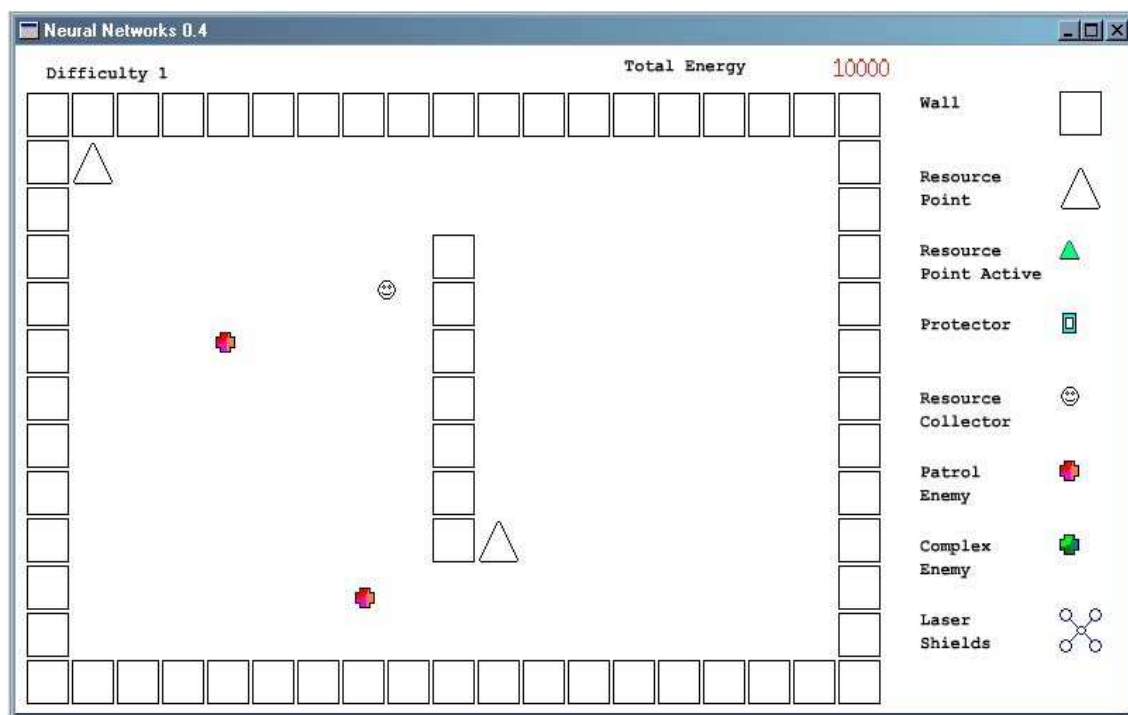 Neural Networks 0.4
Difficulty 1
Total Energy
10000
Wall
Resource
Point
Resource
Point Active
Protector
Resource
Collector
Patrol
Enemy
Complex
Enemy
Laser
Shields